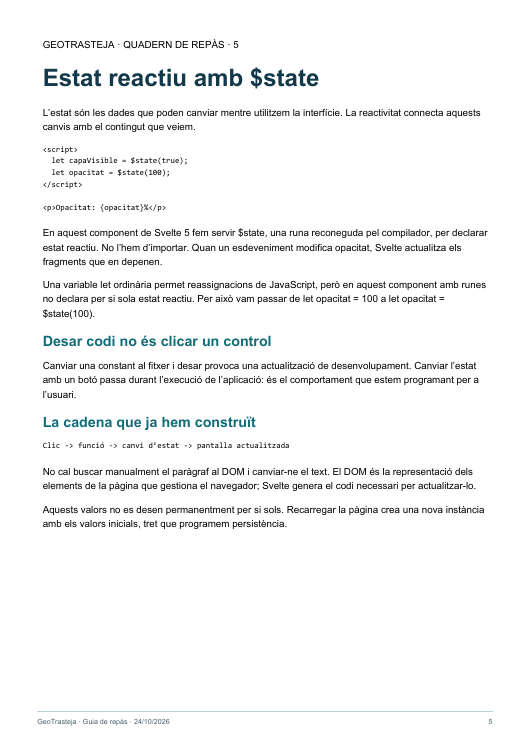 GEOTRASTEJA · QUADERN DE REPÀS · 5
Estat reactiu amb $state
L'estat són les dades que poden canviar mentre utilitzem la interfície. La reactivitat connecta aquests
canvis amb el contingut que veiem.
<script>
  let capaVisible = $state(true);
  let opacitat = $state(100);
</script>
<p>Opacitat: {opacitat}%</p>
En aquest component de Svelte 5 fem servir $state, una runa reconeguda pel compilador, per declarar
estat reactiu. No l'hem d'importar. Quan un esdeveniment modifica opacitat, Svelte actualitza els
fragments que en depenen.
Una variable let ordinària permet reassignacions de JavaScript, però en aquest component amb runes
no declara per si sola estat reactiu. Per això vam passar de let opacitat = 100 a let opacitat =
$state(100).
Desar codi no és clicar un control
Canviar una constant al fitxer i desar provoca una actualització de desenvolupament. Canviar l'estat
amb un botó passa durant l'execució de l'aplicació: és el comportament que estem programant per a
l'usuari.
La cadena que ja hem construït
Clic -> funció -> canvi d'estat -> pantalla actualitzada
No cal buscar manualment el paràgraf al DOM i canviar-ne el text. El DOM és la representació dels
elements de la pàgina que gestiona el navegador; Svelte genera el codi necessari per actualitzar-lo.
Aquests valors no es desen permanentment per si sols. Recarregar la pàgina crea una nova instància
amb els valors inicials, tret que programem persistència.
GeoTrasteja · Guia de repàs · 24/10/2026
5